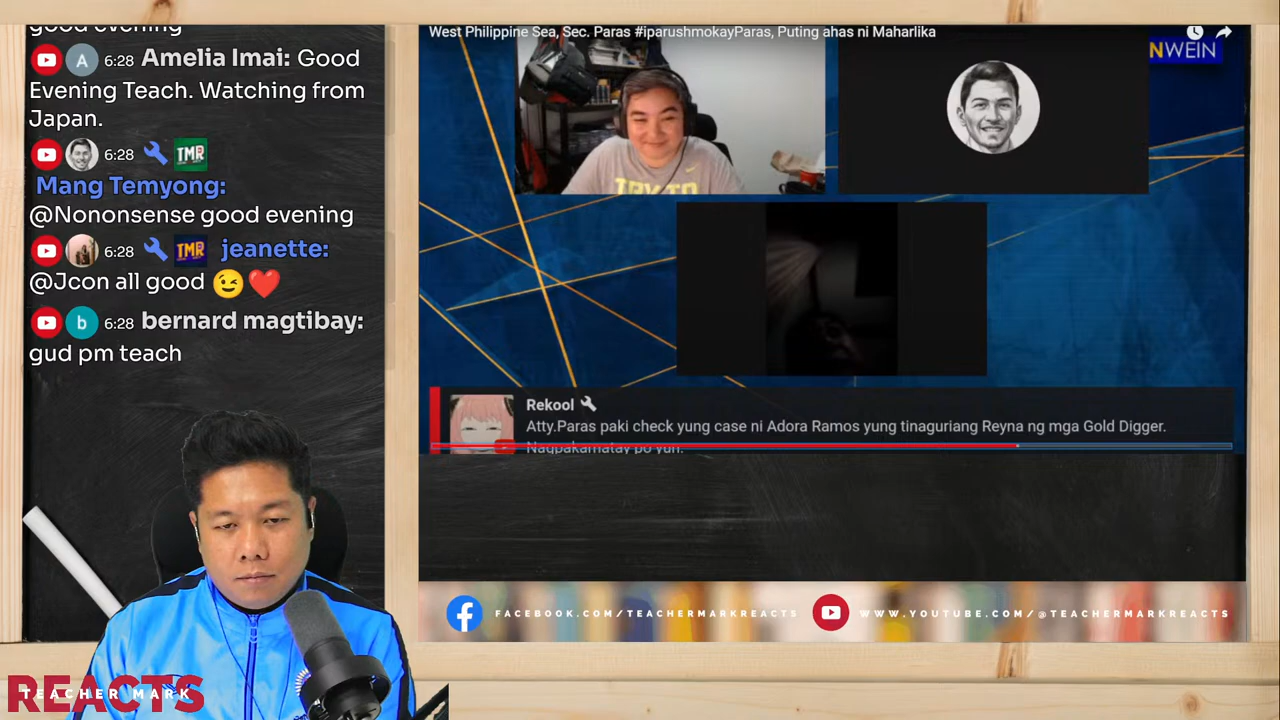 good evening
6:28 Amelia Imai: Good
Evening Teach. Watching from
Japan.
6:28 TMR
Mang Temyong:
@Nononsense good evening
6:28 TMR jeanette:
@Jcon all good 😉❤️
b 6:28 bernard magtibay:
gud pm teach
TEACHER MARK
REACTS
West Philippine Sea, Sec. Paras #iparushmokayParas, Puting ahas ni Maharlika
NWEIN
TRY TO
Rekool
Atty.Paras paki check yung case ni Adora Ramos yung tinaguriang Reyna ng mga Gold Digger.
Nagpakamatay po yun.
FACEBOOK.COM/TEACHERMARKREACTS
WWW.YOUTUBE.COM/@TEACHERMARKREACTS